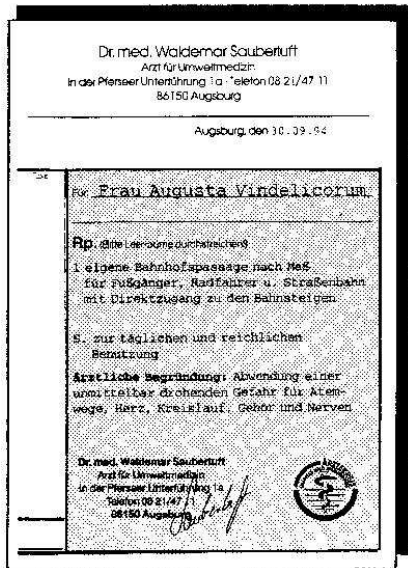 Dr. med. Waldemar Sauberluft
Arzt für Umweltmedizin
In der Pferseer Unterführung 1a · Telefon 08 21/47 11
86150 Augsburg
Augsburg, den 30.09.94
Für Frau Augusta Vindelicorum
Rp. (Bitte Leerräume durchstreichen)
1 eigene Bahnhofspassage nach Maß
für Fußgänger, Radfahrer u. Straßenbahn
mit Direktzugang zu den Bahnsteigen
S. zur täglichen und reichlichen
Benutzung
Ärztliche Begründung: Abwendung einer
unmittelbar drohenden Gefahr für Atem-
wege, Herz, Kreislauf, Gehör und Nerven
Dr. med. Waldemar Sauberluft
Arzt für Umweltmedizin
In der Pferseer Unterführung 1a
Telefon 08 21/47 11
86150 Augsburg
Sauberluft